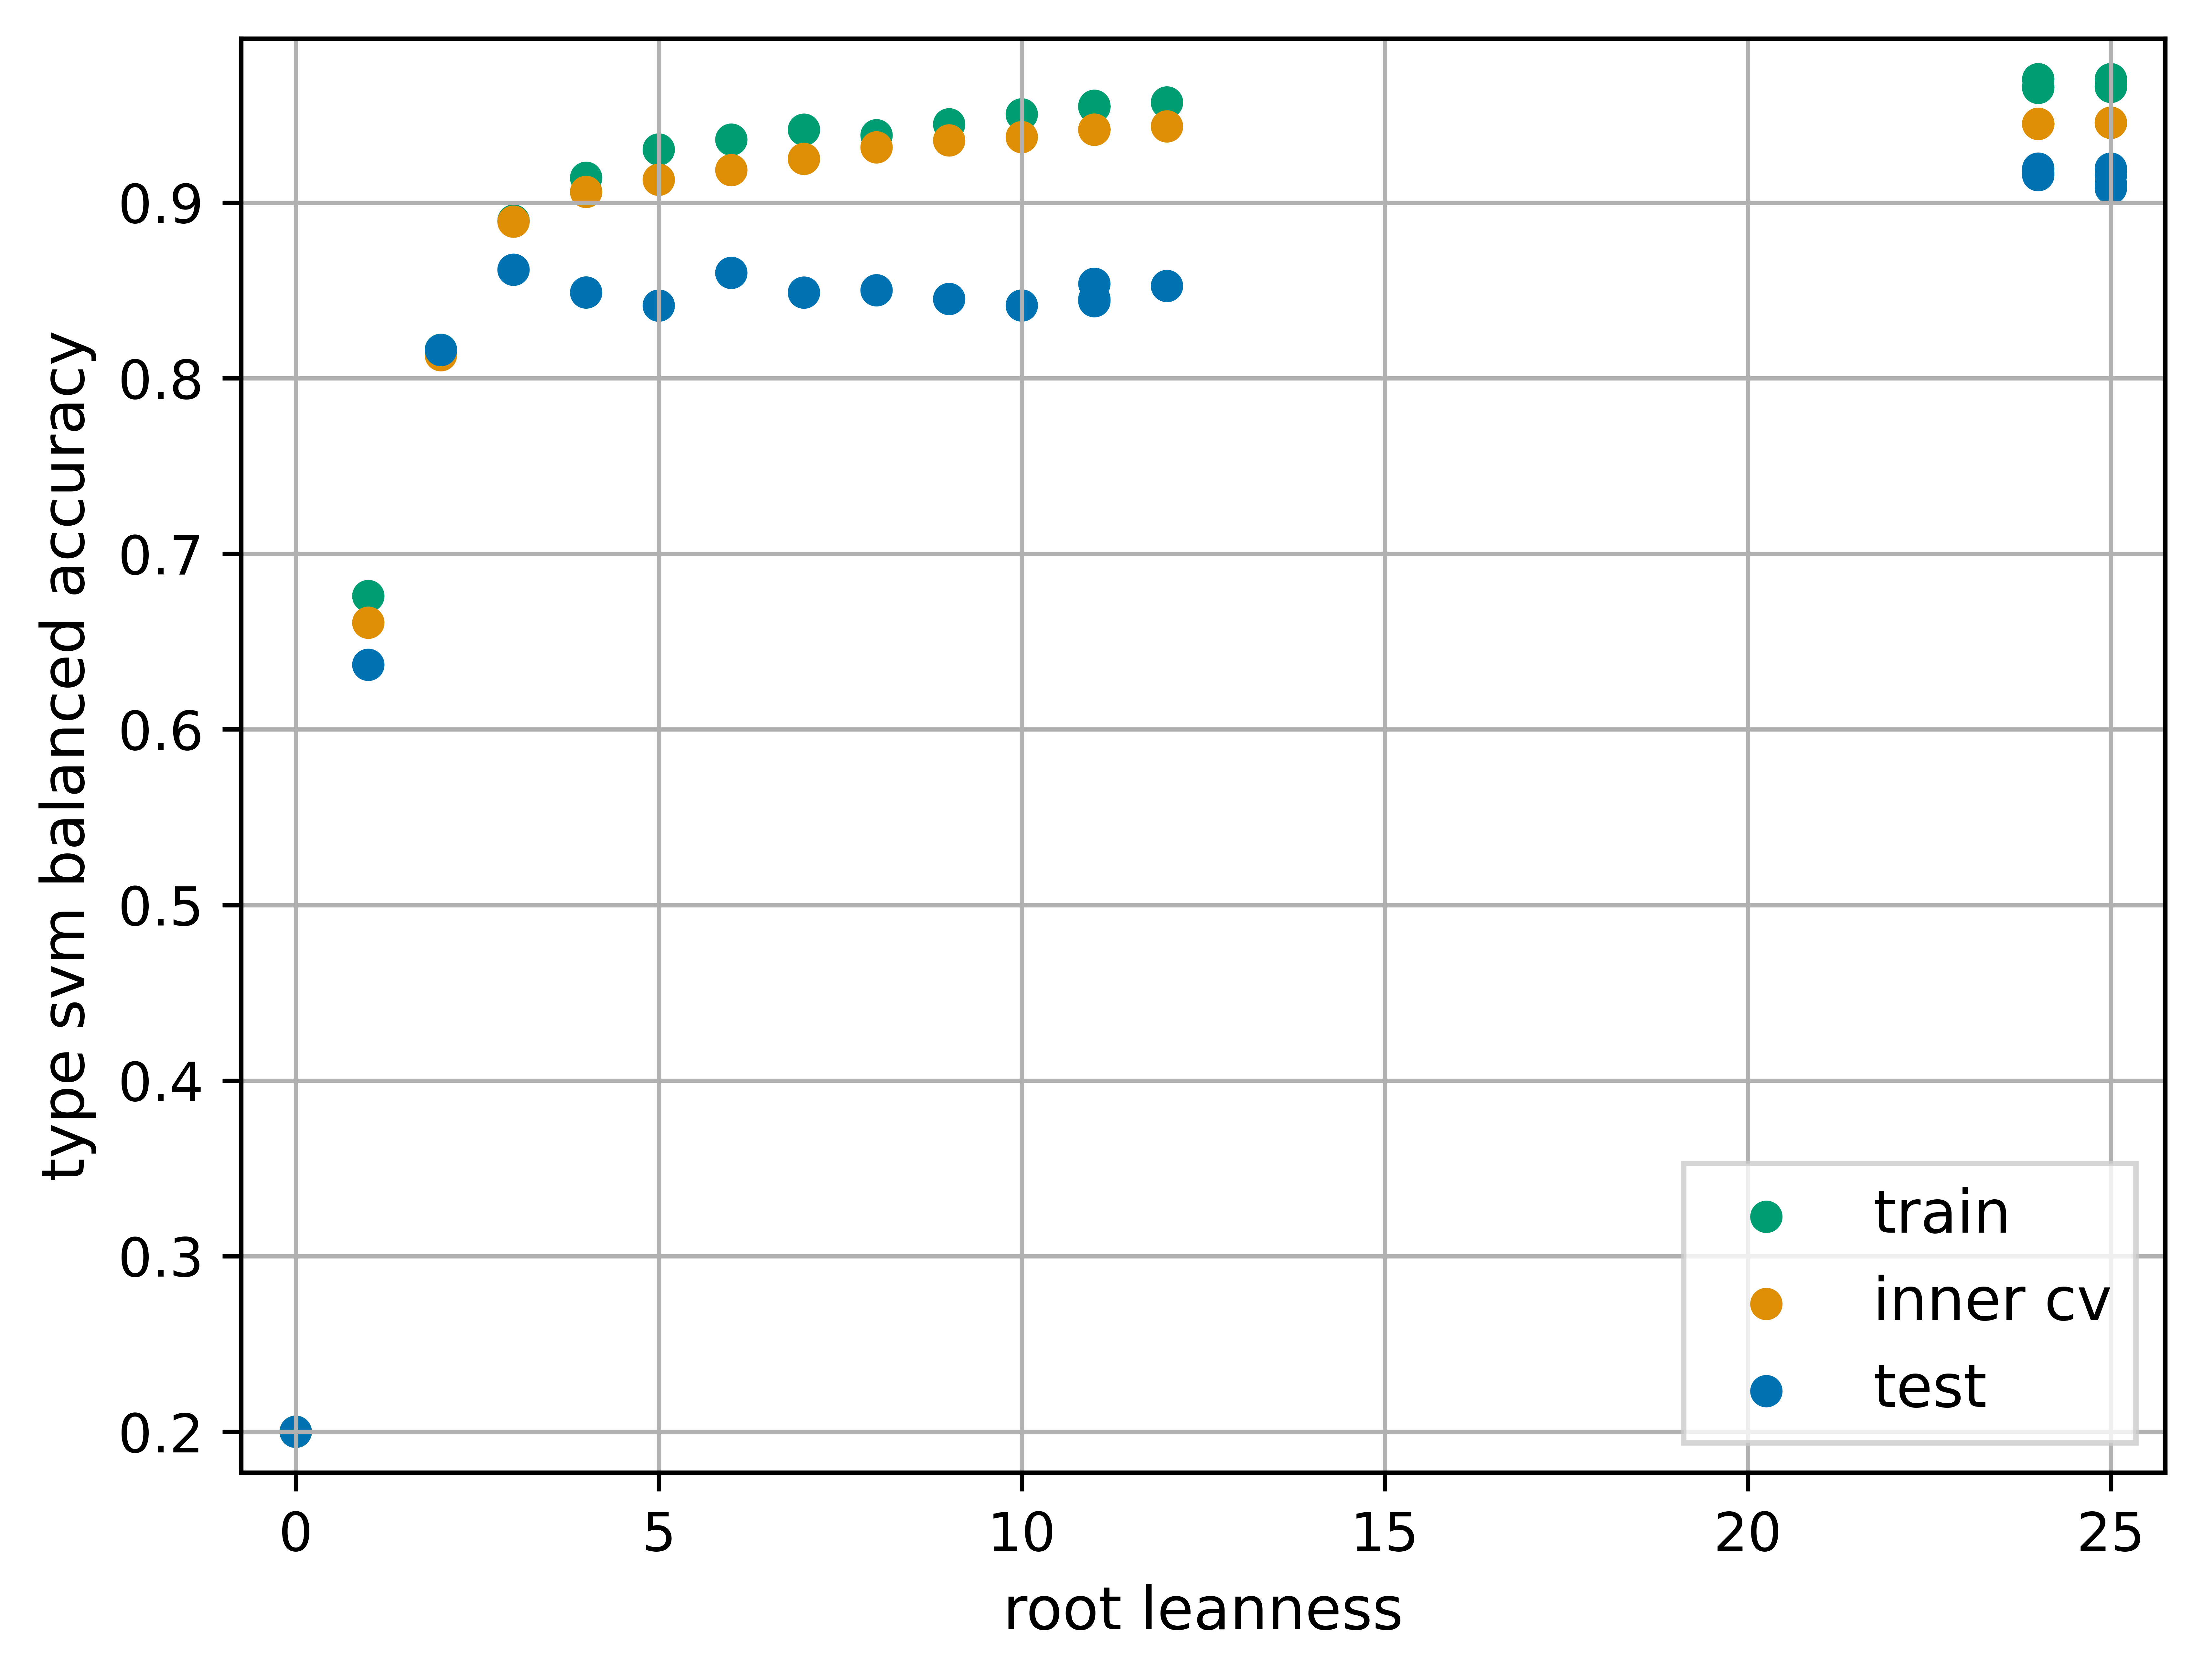 type svm balanced accuracy
0.9
0.8
0.7
0.6
0.5
0.4
0.3
0.2
0 5 10 15 20 25
root leanness
train
inner cv
test